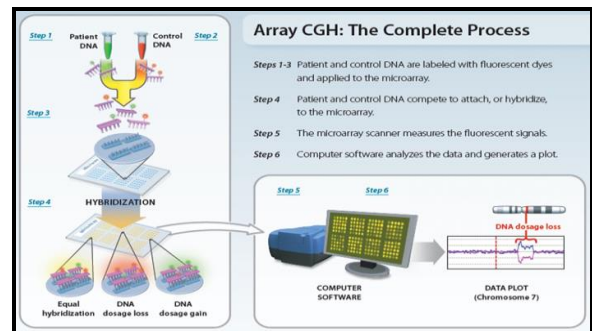 Array CGH: The Complete Process
Step 1
Patient DNA
Control DNA
Step 2
Step 3
Step 4
HYBRIDIZATION
Equal hybridization
DNA dosage loss
DNA dosage gain
Steps 1-3 Patient and control DNA are labeled with fluorescent dyes
and applied to the microarray.
Step 4 Patient and control DNA compete to attach, or hybridize,
to the microarray.
Step 5 The microarray scanner measures the fluorescent signals.
Step 6 Computer software analyzes the data and generates a plot.
Step 5
Step 6
DNA dosage loss
COMPUTER
SOFTWARE
DATA PLOT
(Chromosome 7)